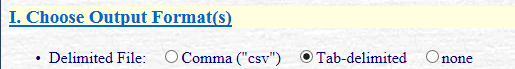 I. Choose Output Format(s)
• Delimited File: Comma ("csv") Tab-delimited none